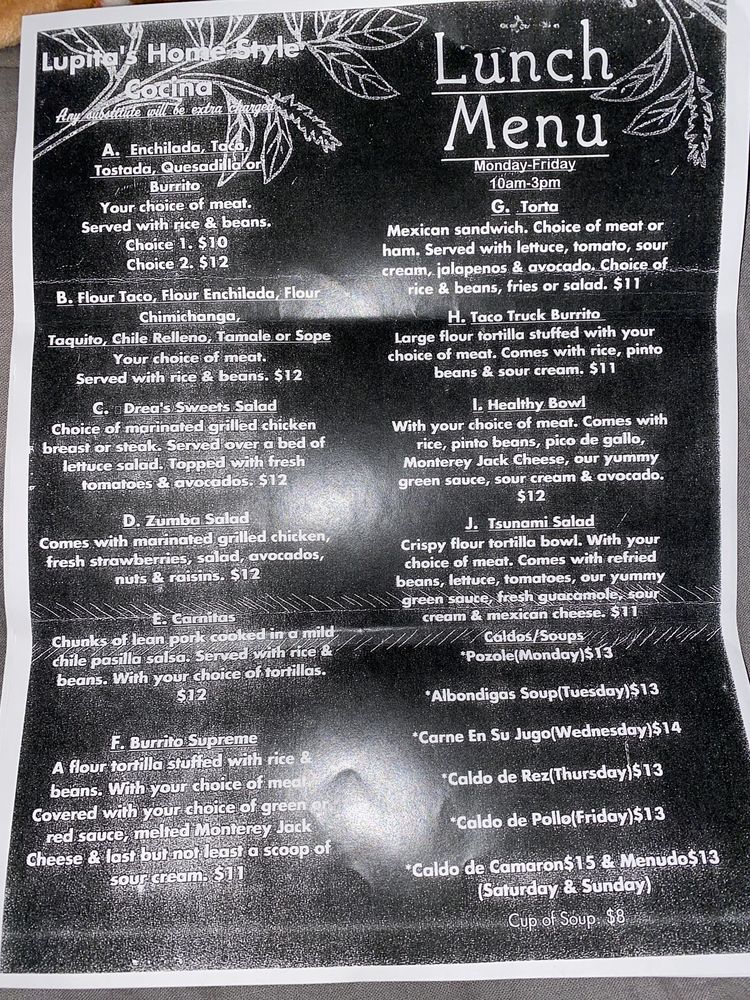 Lupita's Home Style
Cocina
Any substitute will be extra charged
A. Enchilada, Taco,
Tostada, Quesadilla or
Burrito
Your choice of meat.
Served with rice & beans.
Choice 1. $10
Choice 2. $12
B. Flour Taco, Flour Enchilada, Flour
Chimichanga,
Taquito, Chile Relleno, Tamale or Sope
Your choice of meat.
Served with rice & beans. $12
C. Drea's Sweets Salad
Choice of marinated grilled chicken
breast or steak. Served over a bed of
lettuce salad. Topped with fresh
tomatoes & avocados. $12
D. Zumba Salad
Comes with marinated grilled chicken,
fresh strawberries, salad, avocados,
nuts & raisins. $12
E. Carnitas
Chunks of lean pork cooked in a mild
chile pasilla salsa. Served with rice &
beans. With your choice of tortillas.
$12
F. Burrito Supreme
A flour tortilla stuffed with rice &
beans. With your choice of meat.
Covered with your choice of green or
red sauce, melted Monterey Jack
Cheese & last but not least a scoop of
sour cream. $11
Lunch
Menu
Monday-Friday
10am-3pm
G. Torta
Mexican sandwich. Choice of meat or
ham. Served with lettuce, tomato, sour
cream, jalapenos & avocado. Choice of
rice & beans, fries or salad. $11
H. Taco Truck Burrito
Large flour tortilla stuffed with your
choice of meat. Comes with rice, pinto
beans & sour cream. $11
I. Healthy Bowl
With your choice of meat. Comes with
rice, pinto beans, pico de gallo,
Monterey Jack Cheese, our yummy
green sauce, sour cream & avocado.
$12
J. Tsunami Salad
Crispy flour tortilla bowl. With your
choice of meat. Comes with refried
beans, lettuce, tomatoes, our yummy
green sauce, fresh guacamole, sour
cream & mexican cheese. $11
Caldos/Soups
*Pozole(Monday)$13
*Albondigas Soup(Tuesday)$13
*Carne En Su Jugo(Wednesday)$14
*Caldo de Rez(Thursday)$13
*Caldo de Pollo(Friday)$13
*Caldo de Camaron$15 & Menudo$13
(Saturday & Sunday)
Cup of Soup. $8